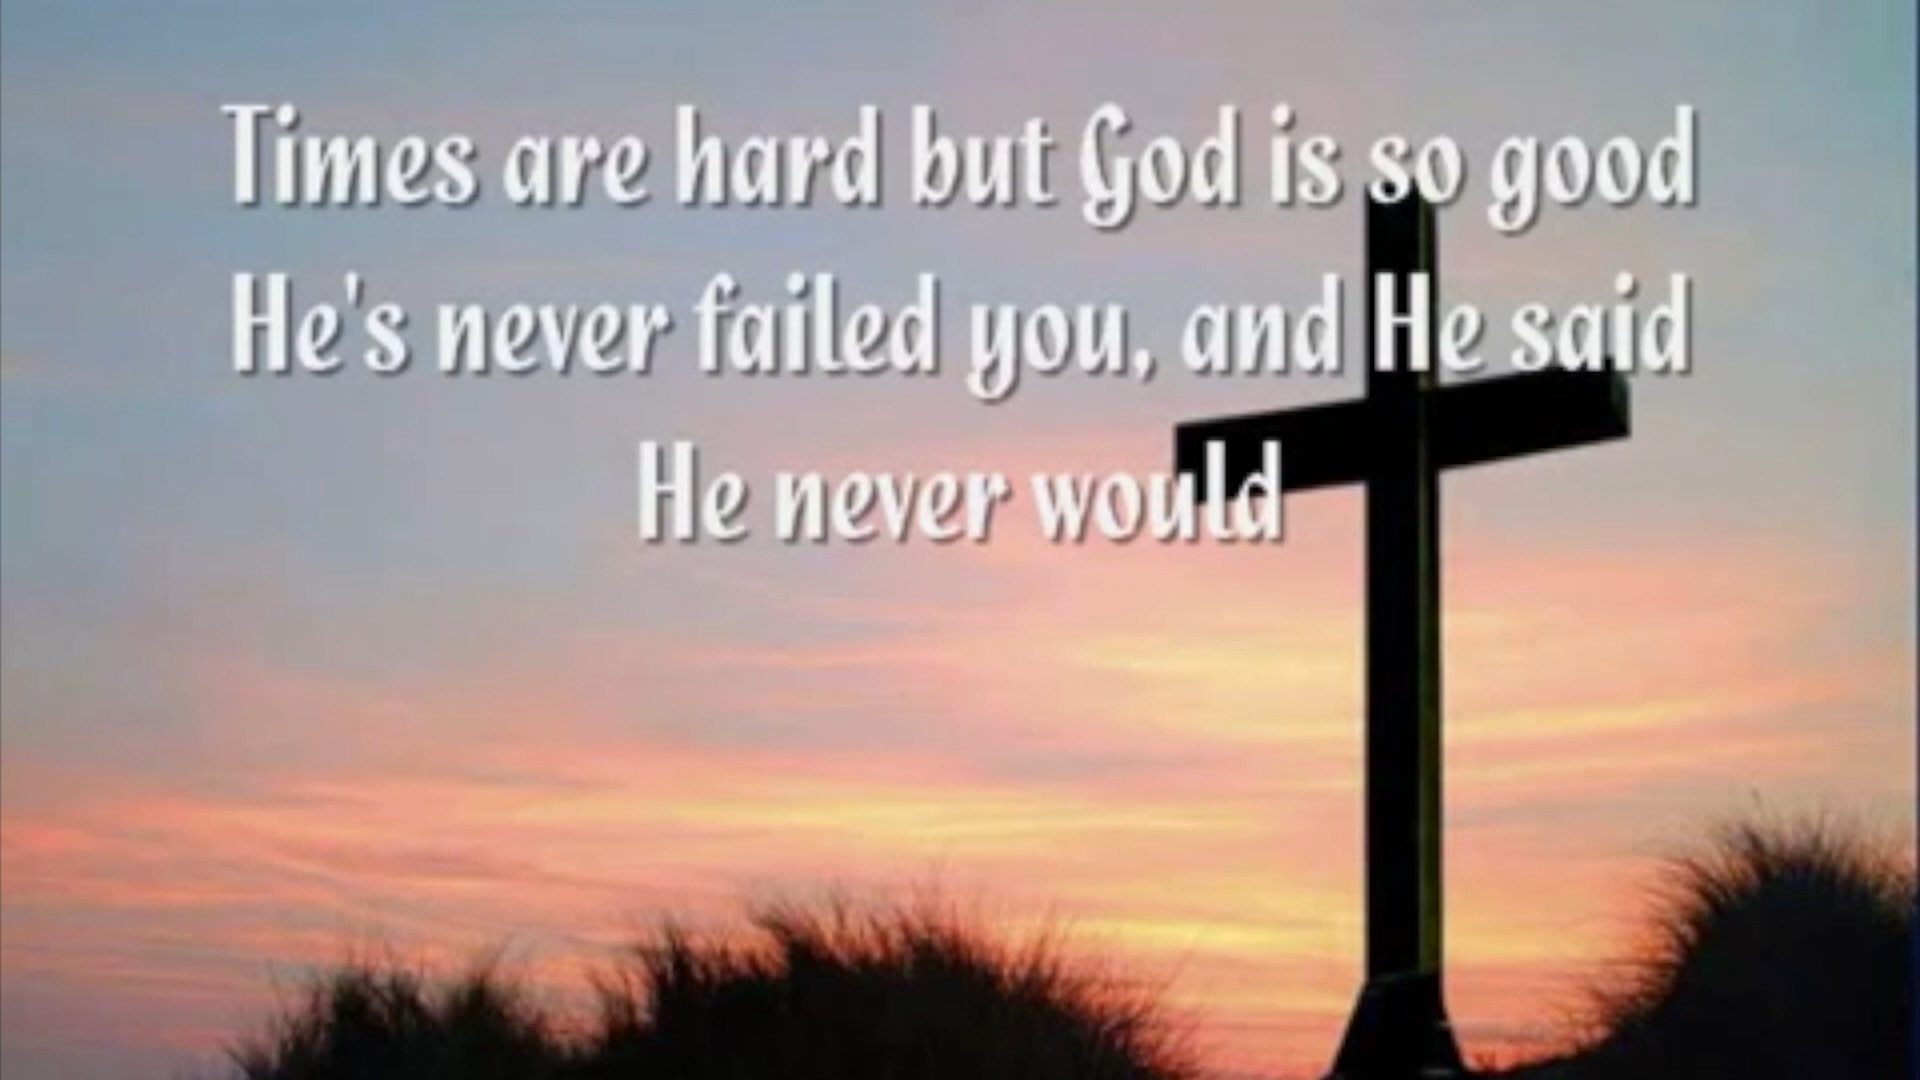 Times are hard but God is so good
He's never failed you, and He said
He never would